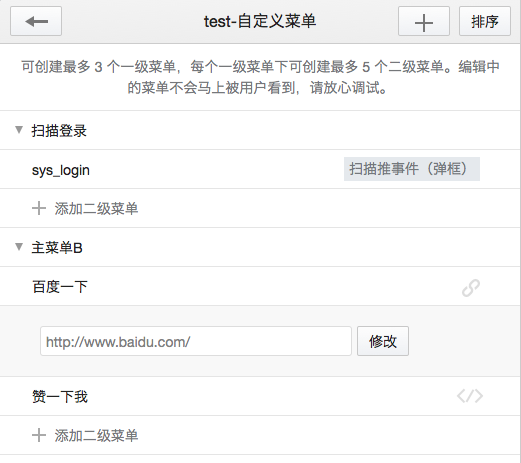 test-自定义菜单
排序
可创建最多 3 个一级菜单，每个一级菜单下可创建最多 5 个二级菜单。编辑中
的菜单不会马上被用户看到，请放心调试。
扫描登录
sys_login
扫描推事件（弹框）
添加二级菜单
主菜单B
百度一下
http://www.baidu.com/
修改
赞一下我
</>
添加二级菜单